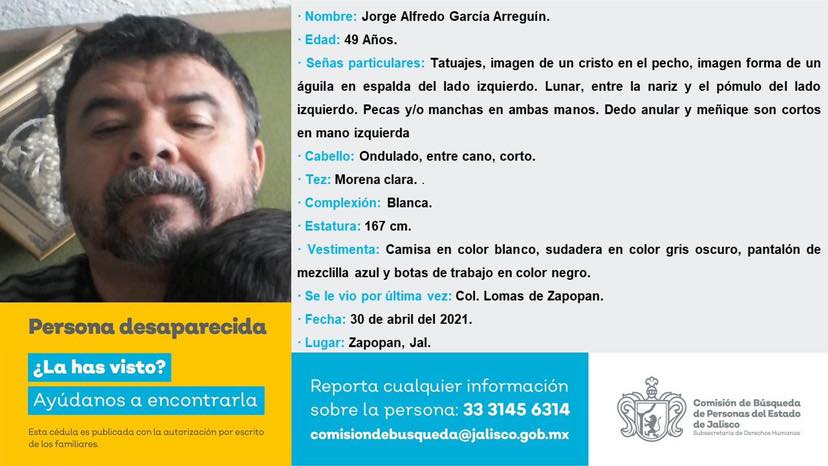 · Nombre: Jorge Alfredo García Arreguín.
· Edad: 49 Años.
· Señas particulares: Tatuajes, imagen de un cristo en el pecho, imagen forma de un
águila en espalda del lado izquierdo. Lunar, entre la nariz y el pómulo del lado
izquierdo. Pecas y/o manchas en ambas manos. Dedo anular y meñique son cortos
en mano izquierda
· Cabello: Ondulado, entre cano, corto.
· Tez: Morena clara. .
· Complexión: Blanca.
· Estatura: 167 cm.
· Vestimenta: Camisa en color blanco, sudadera en color gris oscuro, pantalón de
mezclilla azul y botas de trabajo en color negro.
· Se le vio por última vez: Col. Lomas de Zapopan.
· Fecha: 30 de abril del 2021.
· Lugar: Zapopan, Jal.
Persona desaparecida
¿La has visto?
Ayúdanos a encontrarla
Esta cédula es publicada con la autorización por escrito
de los familiares.
Reporta cualquier información
sobre la persona: 33 3145 6314
comisiondebusqueda@jalisco.gob.mx
Comisión de Búsqueda
de Personas del Estado
de Jalisco
Subsecretaría de Derechos Humanos